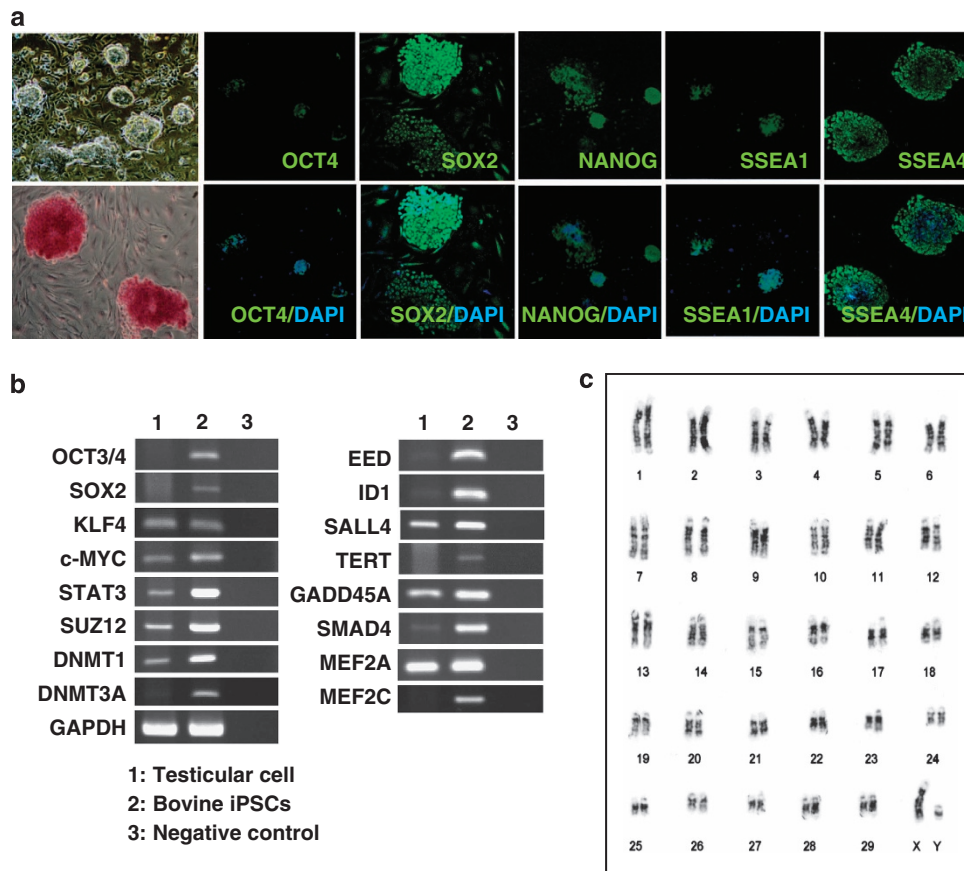 a
OCT4 SOX2 NANOG SSEA1 SSEA4
OCT4/DAPI SOX2/DAPI NANOG/DAPI SSEA1/DAPI SSEA4/DAPI
b
1 2 3
OCT3/4
SOX2
KLF4
c-MYC
STAT3
SUZ12
DNMT1
DNMT3A
GAPDH
1 2 3
EED
ID1
SALL4
TERT
GADD45A
SMAD4
MEF2A
MEF2C
1: Testicular cell
2: Bovine iPSCs
3: Negative control
c
1 2 3 4 5 6
7 8 9 10 11 12
13 14 15 16 17 18
19 20 21 22 23 24
25 26 27 28 29 X Y